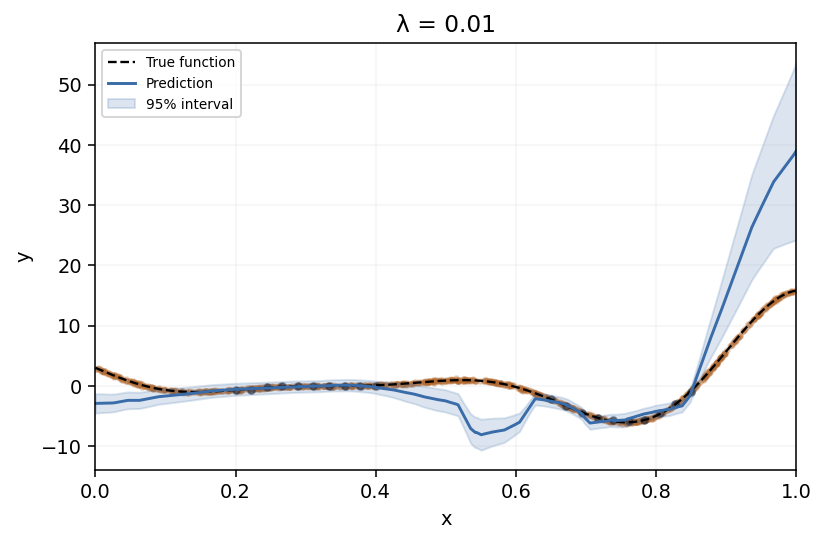 λ = 0.01
True function
Prediction
95% interval
50
40
30
20
10
0
−10
y
0.0 0.2 0.4 0.6 0.8 1.0
x